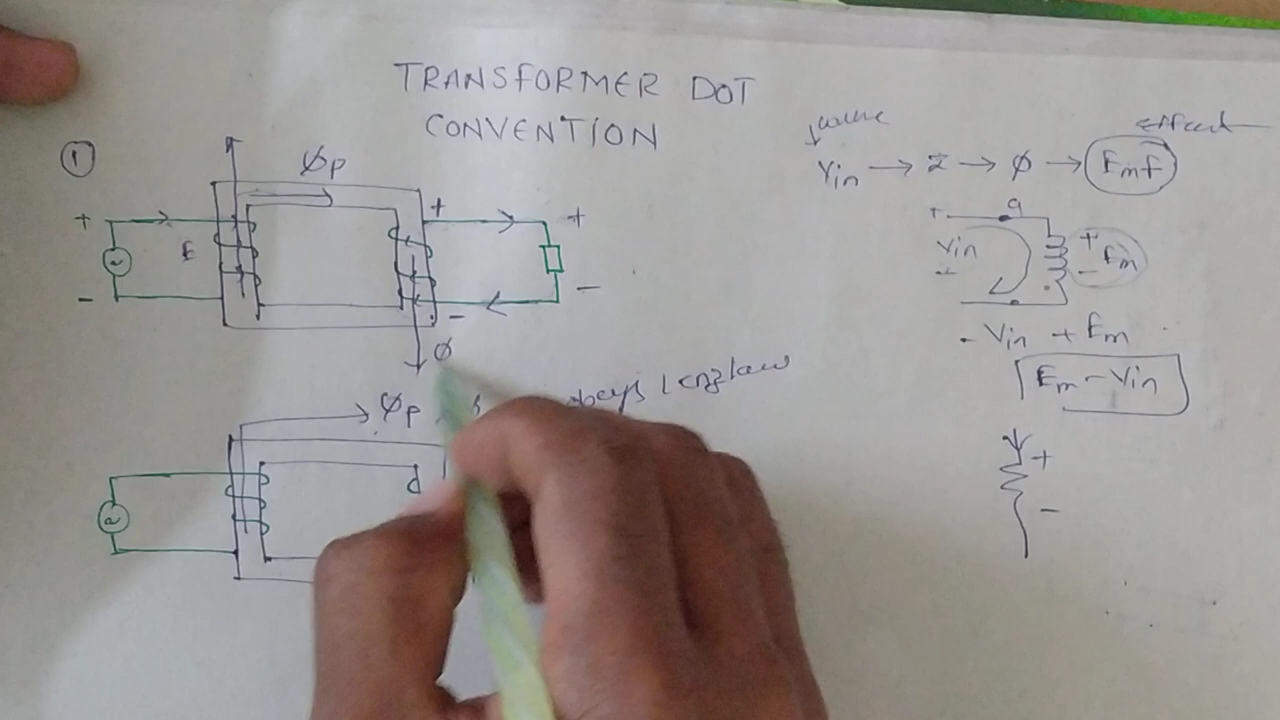 TRANSFORMER DOT
CONVENTION
①
ϕp
+
+
+
E
-
-
-
ϕ
ϕp
obeys lenz law
cause
effect
Vin → I → ϕ → Emf
+
a
Vin
+
Em
-
- Vin + Em
Em - Vin
+
-